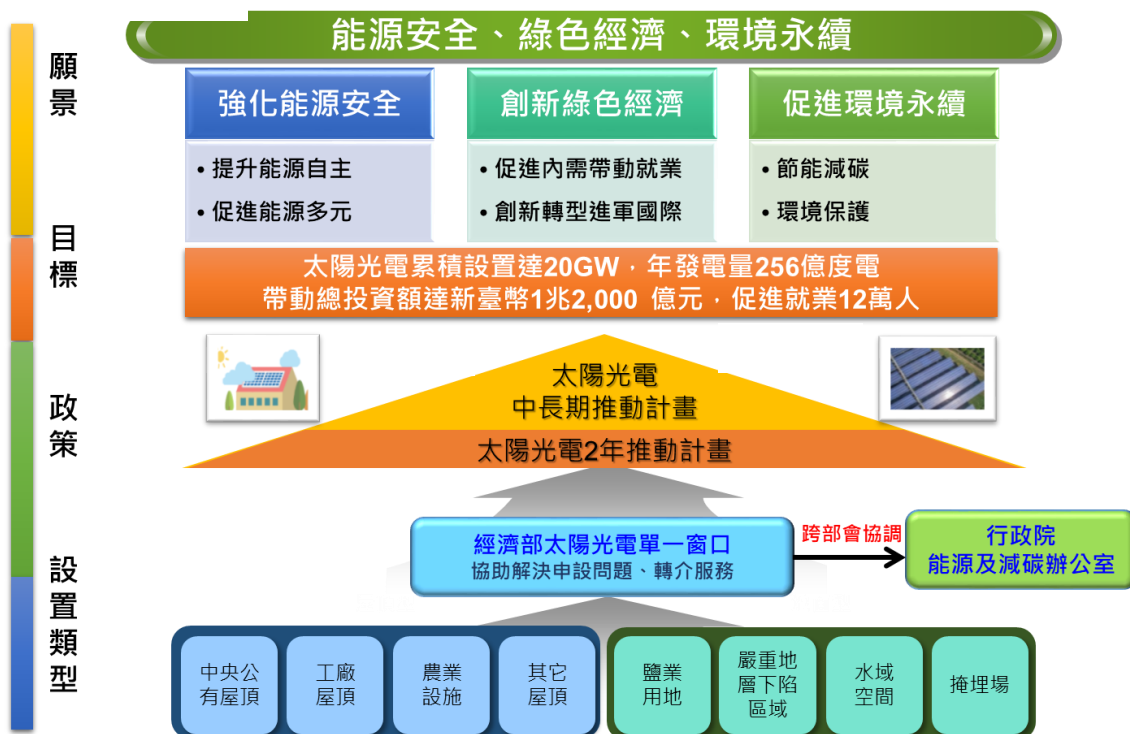 願景
目標
政策
設置類型
能源安全、綠色經濟、環境永續
強化能源安全
• 提升能源自主
• 促進能源多元
創新綠色經濟
• 促進內需帶動就業
• 創新轉型進軍國際
促進環境永續
• 節能減碳
• 環境保護
太陽光電累積設置達20GW，年發電量256億度電
帶動總投資額達新臺幣1兆2,000 億元，促進就業12萬人
太陽光電
中長期推動計畫
太陽光電2年推動計畫
經濟部太陽光電單一窗口
協助解決申設問題、轉介服務
跨部會協調
行政院
能源及減碳辦公室
中央公
有屋頂
工廠
屋頂
農業
設施
其它
屋頂
鹽業
用地
嚴重地
層下陷
區域
水域
空間
掩埋場